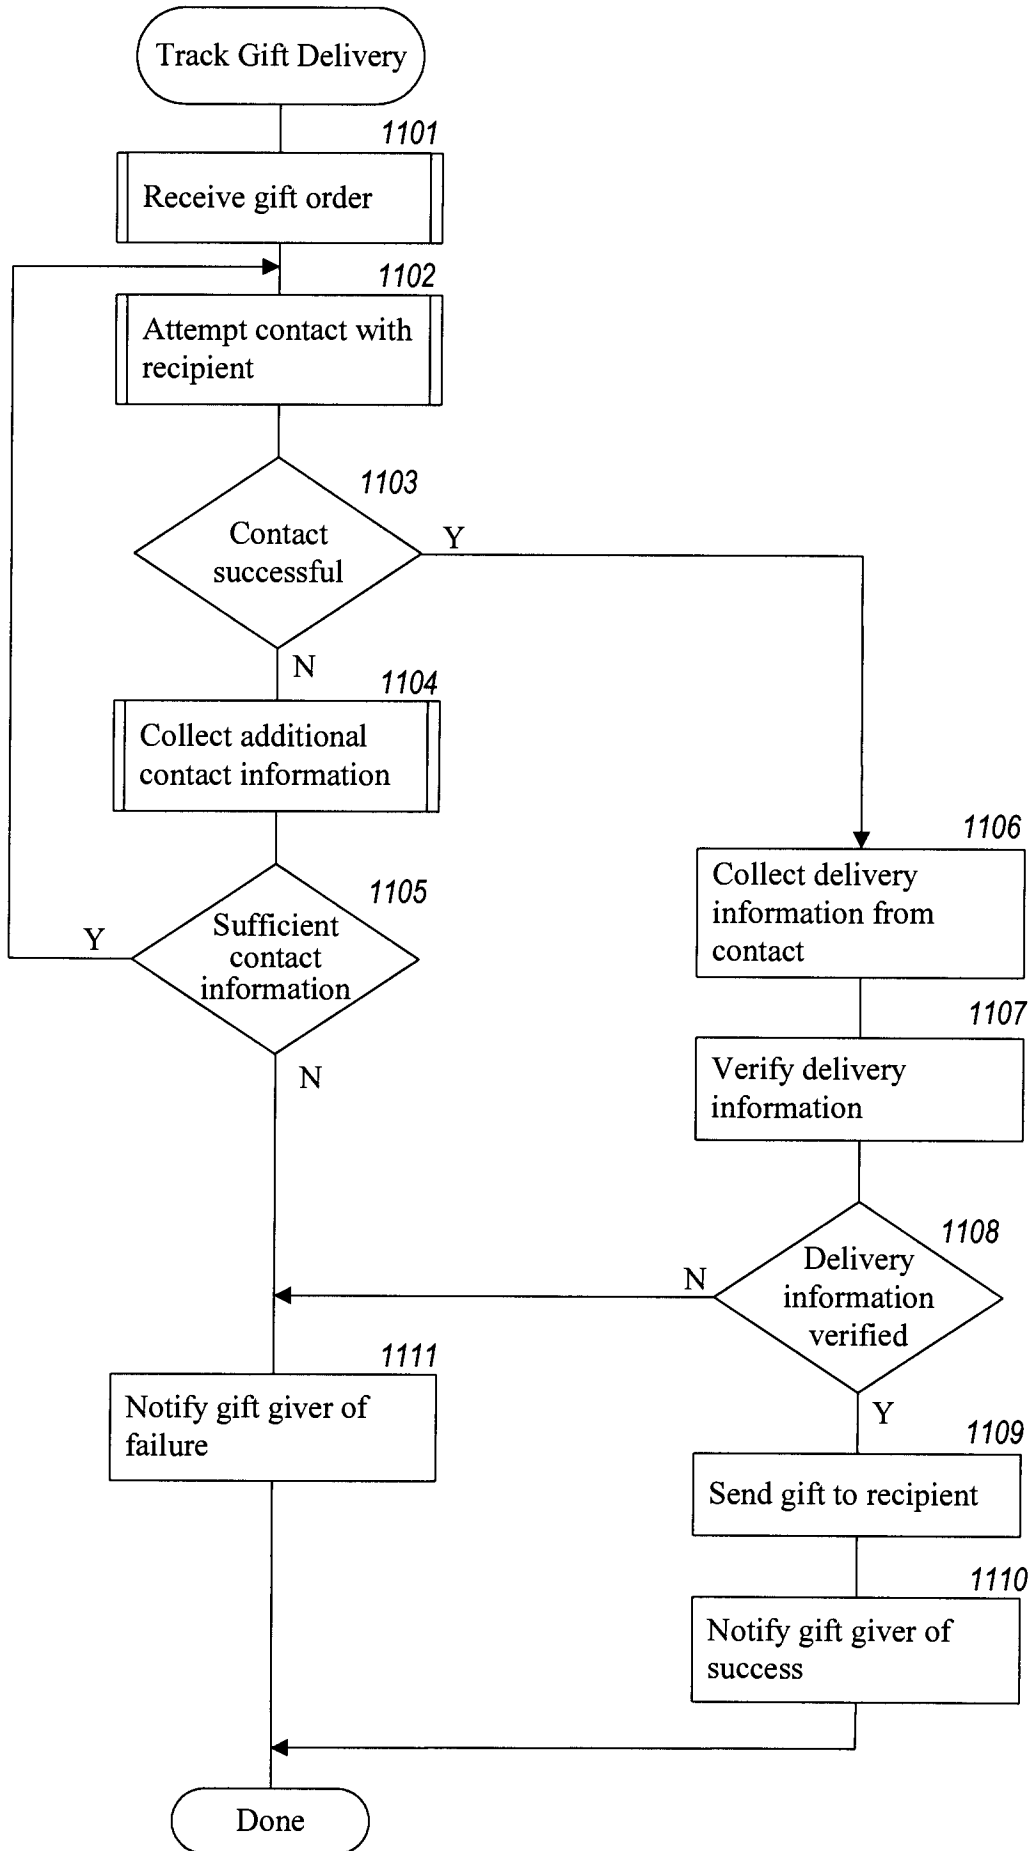 Track Gift Delivery
1101
Receive gift order
1102
Attempt contact with
recipient
1103
Contact
successful
Y
N
1104
Collect additional
contact information
1105
Sufficient
contact
information
Y
N
1106
Collect delivery
information from
contact
1107
Verify delivery
information
1108
Delivery
information
verified
N
Y
1109
Send gift to recipient
1110
Notify gift giver of
success
1111
Notify gift giver of
failure
Done